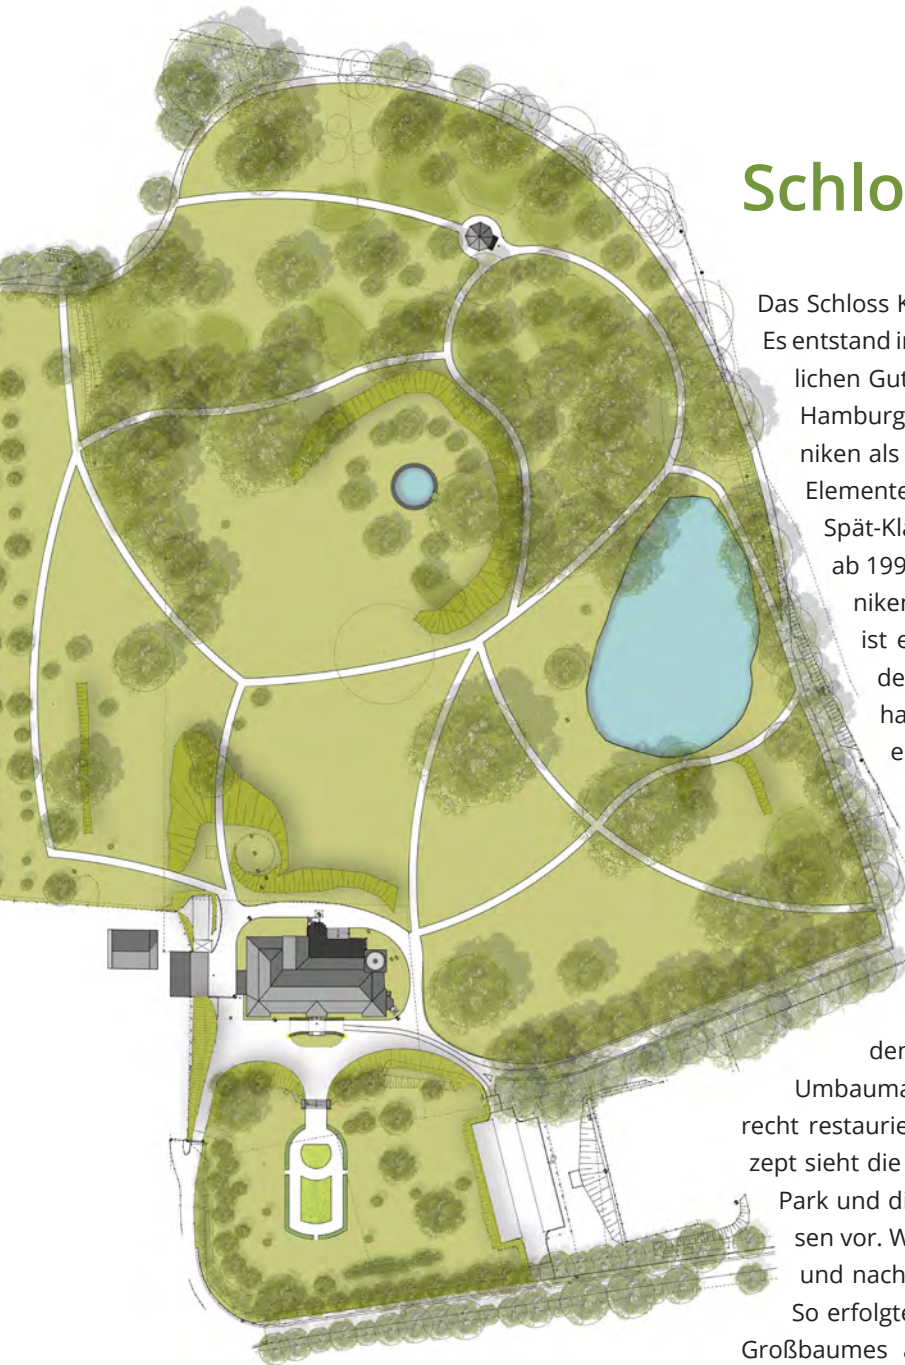 Schlo
Das Schloss K
Es entstand in
lichen Gut
Hamburg
niken als
Elemente
Spät-Kla
ab 199
niken
ist e
de
ha
e
der
Umbauma
recht restaurie
zept sieht die
Park und di
sen vor. W
und nach
So erfolgte
Großbaumes a